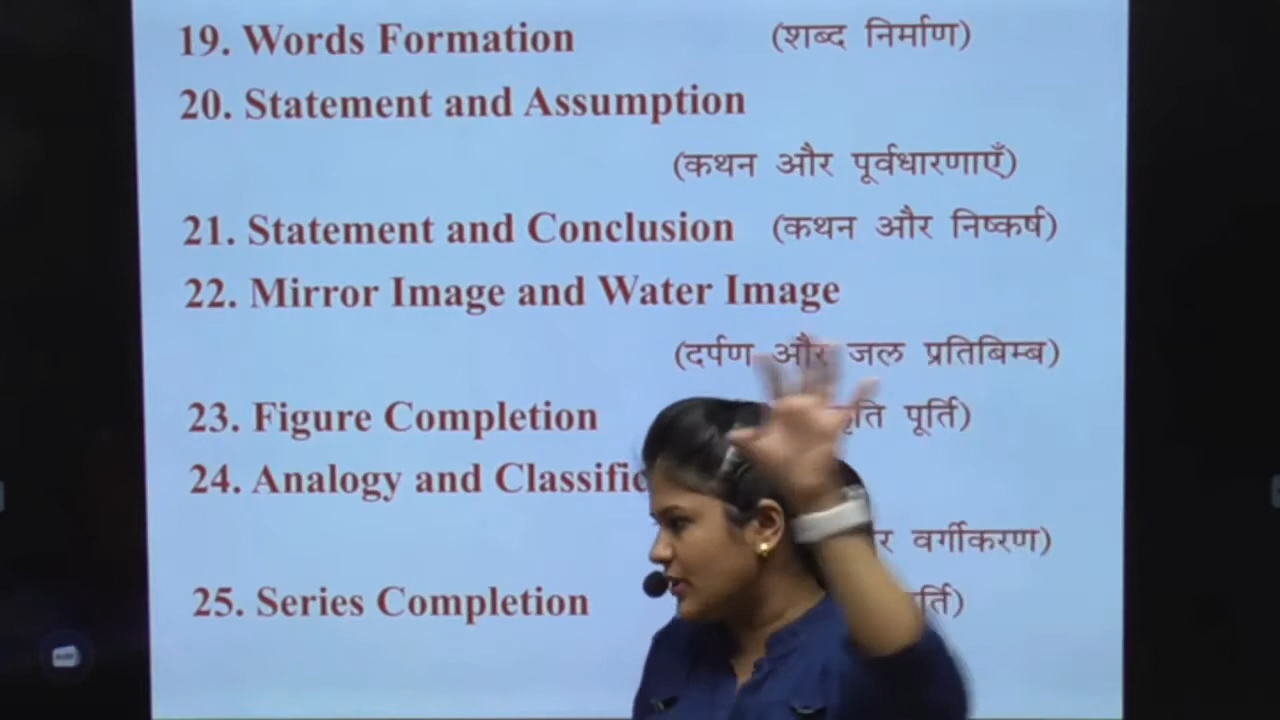 19. Words Formation (शब्द निर्माण)
20. Statement and Assumption
(कथन और पूर्वधारणाएँ)
21. Statement and Conclusion (कथन और निष्कर्ष)
22. Mirror Image and Water Image
(दर्पण और जल प्रतिबिम्ब)
23. Figure Completion पूर्ति)
24. Analogy and
वर्गीकरण)
25. Series Completion